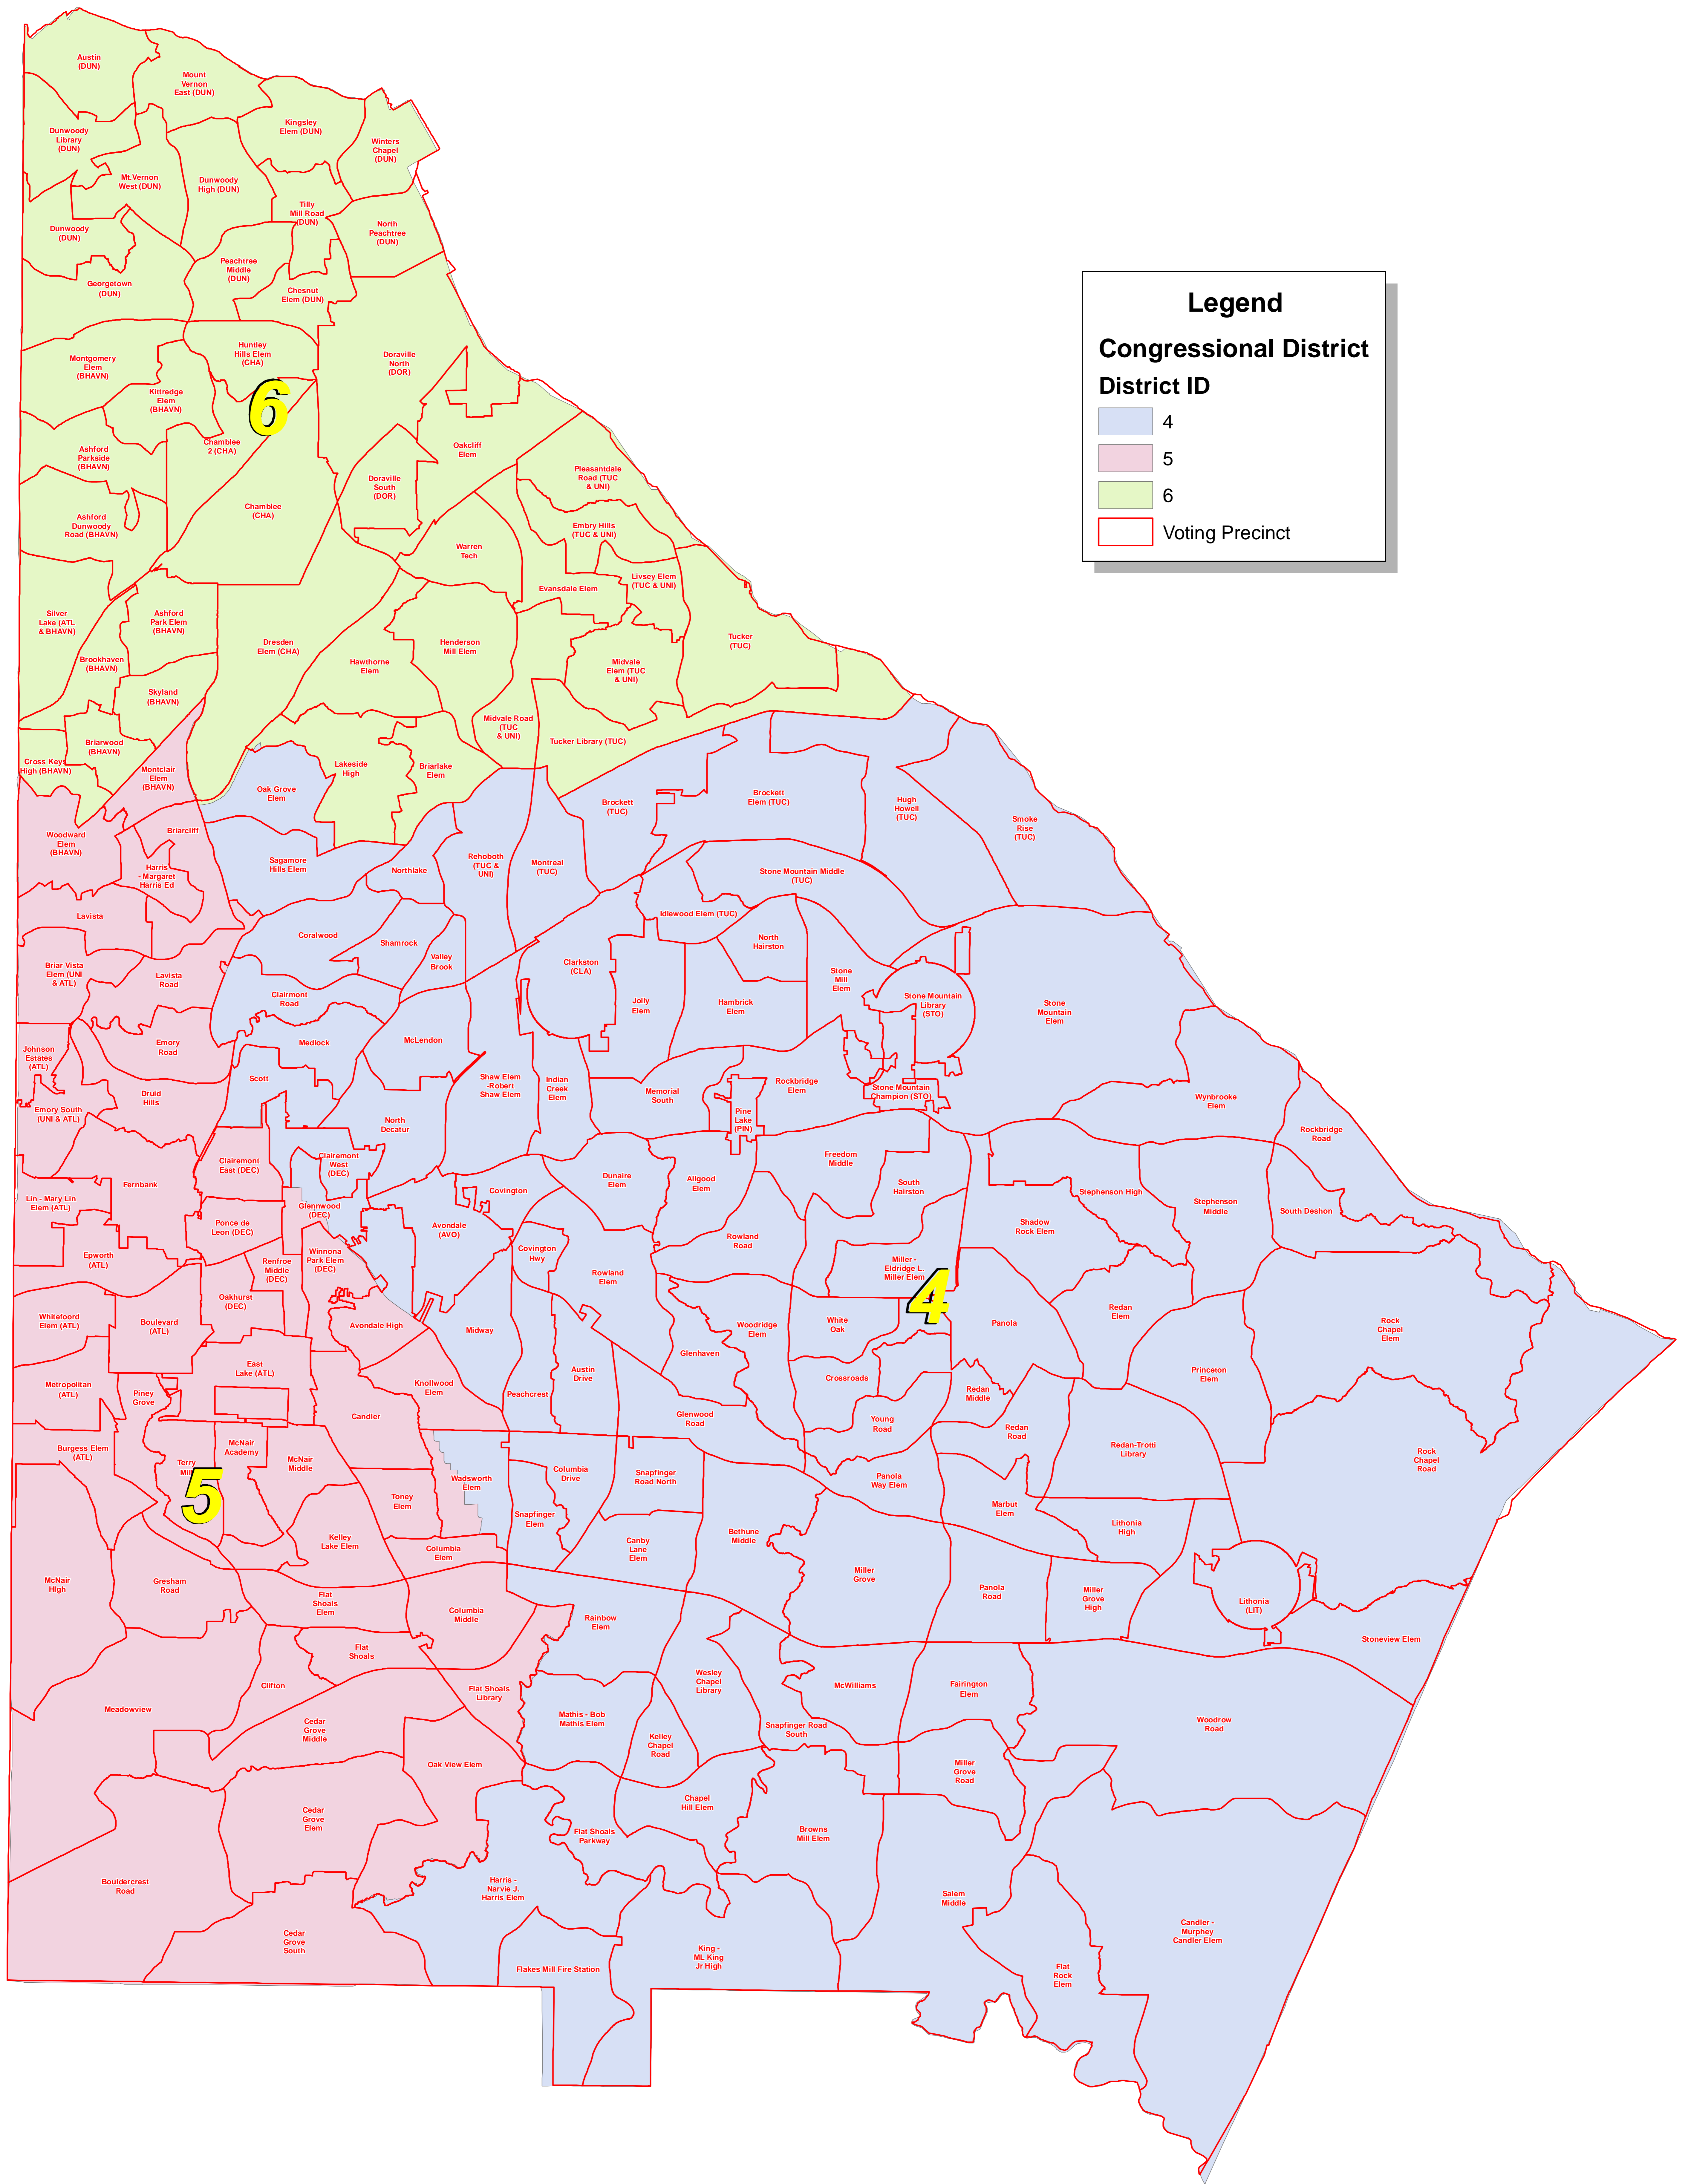 Austin
(DUN)
Mount
Vernon
East (DUN)
Kingsley
Elem (DUN)
Winters
Chapel
(DUN)
Dunwoody
Library
(DUN)
Mt.Vernon
West (DUN)
Dunwoody
High (DUN)
Tilly
Mill Road
(DUN)
North
Peachtree
(DUN)
Dunwoody
(DUN)
Peachtree
Middle
(DUN)
Georgetown
(DUN)
Chesnut
Elem (DUN)
Legend
Congressional District
District ID
4
5
6
Voting Precinct
Montgomery
Elem
(BHAVN)
Huntley
Hills Elem
(CHA)
Doraville
North
(DOR)
Kittredge
Elem
(BHAVN)
6
Chamblee
2 (CHA)
Oakcliff
Elem
Ashford
Parkside
(BHAVN)
Doraville
South
(DOR)
Pleasantdale
Road (TUC
& UNI)
Ashford
Dunwoody
Road (BHAVN)
Chamblee
(CHA)
Embry Hills
(TUC & UNI)
Warren
Tech
Evansdale Elem
Livsey Elem
(TUC & UNI)
Silver
Lake (ATL
& BHAVN)
Ashford
Park Elem
(BHAVN)
Dresden
Elem (CHA)
Henderson
Mill Elem
Tucker
(TUC)
Brookhaven
(BHAVN)
Hawthorne
Elem
Midvale
Elem (TUC
& UNI)
Skyland
(BHAVN)
Midvale Road
(TUC
& UNI)
Tucker Library (TUC)
Briarwood
(BHAVN)
Cross Keys
High (BHAVN)
Montclair
Elem
(BHAVN)
Lakeside
High
Briarlake
Elem
Oak Grove
Elem
Brockett
(TUC)
Brockett
Elem (TUC)
Hugh
Howell
(TUC)
Smoke
Rise
(TUC)
Woodward
Elem
(BHAVN)
Briarcliff
Harris
- Margaret
Harris Ed
Sagamore
Hills Elem
Northlake
Rehoboth
(TUC &
UNI)
Montreal
(TUC)
Stone Mountain Middle
(TUC)
Lavista
Idlewood Elem (TUC)
Coralwood
Shamrock
Valley
Brook
North
Hairston
Briar Vista
Elem (UNI
& ATL)
Lavista
Road
Clarkston
(CLA)
Stone
Mill
Elem
Clairmont
Road
Jolly
Elem
Hambrick
Elem
Stone Mountain
Library
(STO)
Stone
Mountain
Elem
Johnson
Estates
(ATL)
Emory
Road
Medlock
McLendon
Scott
Shaw Elem
-Robert
Shaw Elem
Indian
Creek
Elem
Memorial
South
Rockbridge
Elem
Stone Mountain
Champion (STO)
Wynbrooke
Elem
Druid
Hills
Emory South
(UNI & ATL)
North
Decatur
Pine
Lake
(PIN)
Rockbridge
Road
Clairemont
East (DEC)
Clairemont
West
(DEC)
Freedom
Middle
Fernbank
Dunaire
Elem
Allgood
Elem
South
Hairston
Stephenson High
Lin - Mary Lin
Elem (ATL)
Covington
Stephenson
Middle
South Deshon
Glennwood
(DEC)
Ponce de
Leon (DEC)
Avondale
(AVO)
Shadow
Rock Elem
Rowland
Road
Epworth
(ATL)
Winnona
Park Elem
(DEC)
Renfroe
Middle
(DEC)
Covington
Hwy
Rowland
Elem
Miller -
Eldridge L.
Miller Elem
4
Oakhurst
(DEC)
Whitefoord
Elem (ATL)
Boulevard
(ATL)
Avondale High
Midway
Woodridge
Elem
White
Oak
Panola
Redan
Elem
Rock
Chapel
Elem
Glenhaven
East
Lake (ATL)
Austin
Drive
Crossroads
Princeton
Elem
Metropolitan
(ATL)
Piney
Grove
Knollwood
Elem
Peachcrest
Redan
Middle
Candler
Glenwood
Road
Young
Road
Redan
Road
Burgess Elem
(ATL)
McNair
Academy
McNair
Middle
Redan-Trotti
Library
Rock
Chapel
Road
Terry
Mill
5
Wadsworth
Elem
Columbia
Drive
Snapfinger
Road North
Panola
Way Elem
Toney
Elem
Marbut
Elem
Snapfinger
Elem
Lithonia
High
Kelley
Lake Elem
Columbia
Elem
Canby
Lane
Elem
Bethune
Middle
Miller
Grove
McNair
High
Gresham
Road
Flat
Shoals
Elem
Columbia
Middle
Panola
Road
Miller
Grove
High
Lithonia
(LIT)
Rainbow
Elem
Stoneview Elem
Flat
Shoals
Clifton
Flat Shoals
Library
Wesley
Chapel
Library
McWilliams
Fairington
Elem
Meadowview
Cedar
Grove
Middle
Mathis - Bob
Mathis Elem
Snapfinger Road
South
Woodrow
Road
Kelley
Chapel
Road
Oak View Elem
Miller
Grove
Road
Cedar
Grove
Elem
Chapel
Hill Elem
Flat Shoals
Parkway
Browns
Mill Elem
Bouldercrest
Road
Harris -
Narvie J.
Harris Elem
Salem
Middle
Candler -
Murphey
Candler Elem
Cedar
Grove
South
Flakes Mill Fire Station
King -
ML King
Jr High
Flat
Rock
Elem